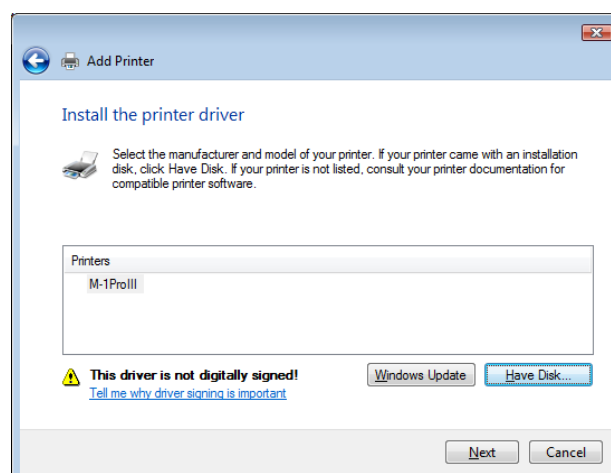 Add Printer
Install the printer driver
Select the manufacturer and model of your printer. If your printer came with an installation
disk, click Have Disk. If your printer is not listed, consult your printer documentation for
compatible printer software.
Printers
M-1ProIII
This driver is not digitally signed!
Tell me why driver signing is important
Windows Update
Have Disk...
Next
Cancel